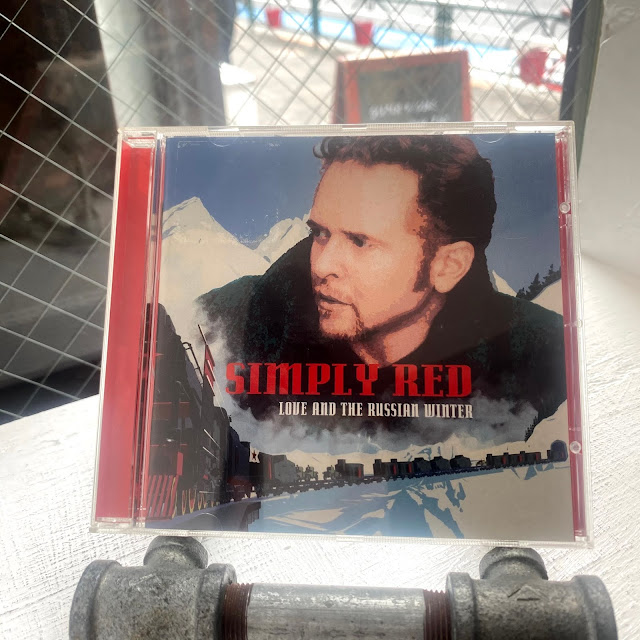 SIMPLY RED
LOVE AND THE RUSSIAN WINTER